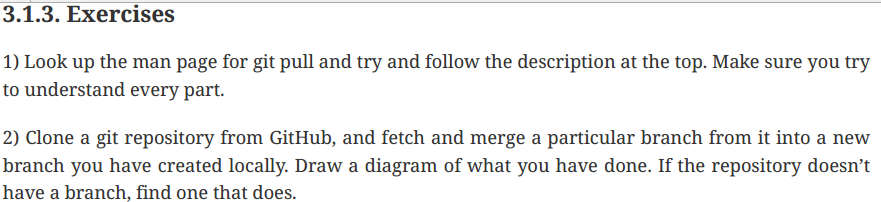 3.1.3. Exercises
1) Look up the man page for git pull and try and follow the description at the top. Make sure you try
to understand every part.
2) Clone a git repository from GitHub, and fetch and merge a particular branch from it into a new
branch you have created locally. Draw a diagram of what you have done. If the repository doesn’t
have a branch, find one that does.